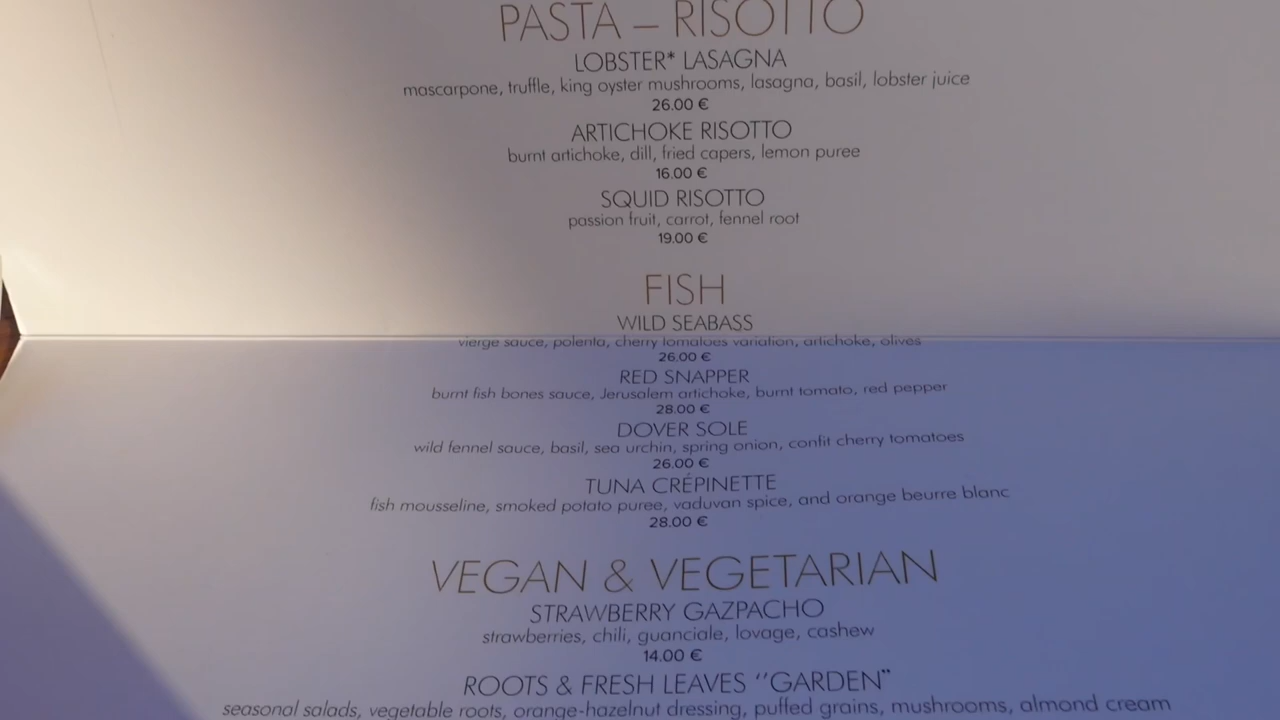 PASTA – RISOTTO
LOBSTER* LASAGNA
mascarpone, truffle, king oyster mushrooms, lasagna, basil, lobster juice
26.00 €
ARTICHOKE RISOTTO
burnt artichoke, dill, fried capers, lemon puree
16.00 €
SQUID RISOTTO
passion fruit, carrot, fennel root
19.00 €
FISH
WILD SEABASS
vierge sauce, polenta, cherry tomatoes variation, artichoke, olives
26.00 €
RED SNAPPER
burnt fish bones sauce, Jerusalem artichoke, burnt tomato, red pepper
28.00 €
DOVER SOLE
wild fennel sauce, basil, sea urchin, spring onion, confit cherry tomatoes
26.00 €
TUNA CRÉPINETTE
fish mousseline, smoked potato puree, vaduvan spice, and orange beurre blanc
28.00 €
VEGAN & VEGETARIAN
STRAWBERRY GAZPACHO
strawberries, chili, guanciale, lovage, cashew
14.00 €
ROOTS & FRESH LEAVES ‘’GARDEN”
seasonal salads, vegetable roots, orange-hazelnut dressing, puffed grains, mushrooms, almond cream